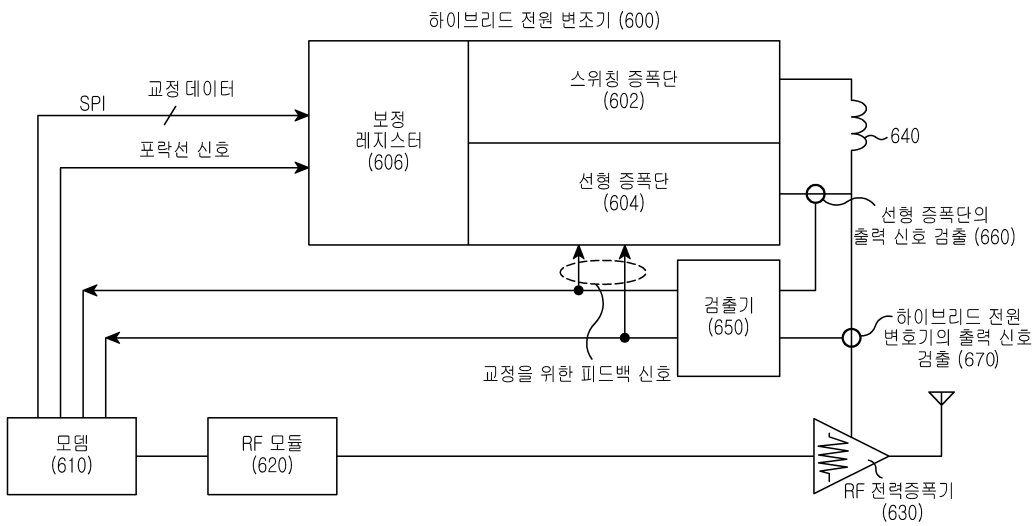 하이브리드 전원 변조기 (600)
스위칭 증폭단
(602)
교정 데이터
SPI
보정
레지스터
(606)
640
포락선 신호
선형 증폭단
(604)
선형 증폭단의
출력 신호 검출 (660)
검출기
(650)
하이브리드 전원
변호기의 출력 신호
검출 (670)
교정을 위한 피드백 신호
모뎀
(610)
RF 모듈
(620)
RF 전력증폭기
(630)